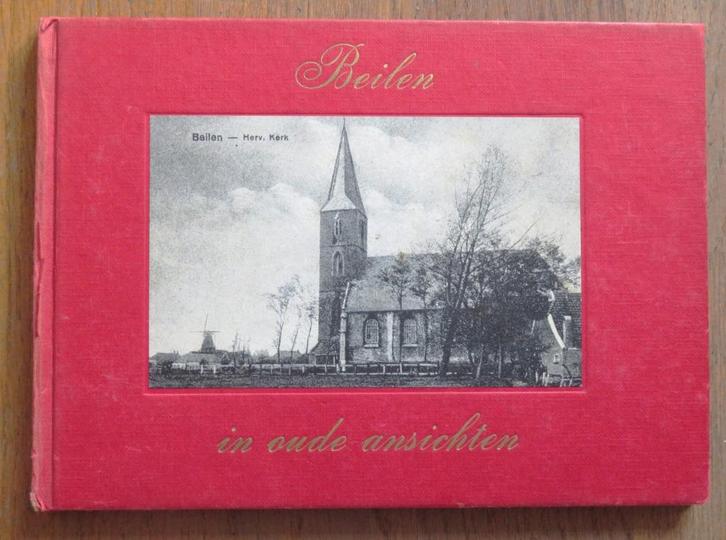 Beilen
Beilen — Herv. Kerk
in oude ansichten